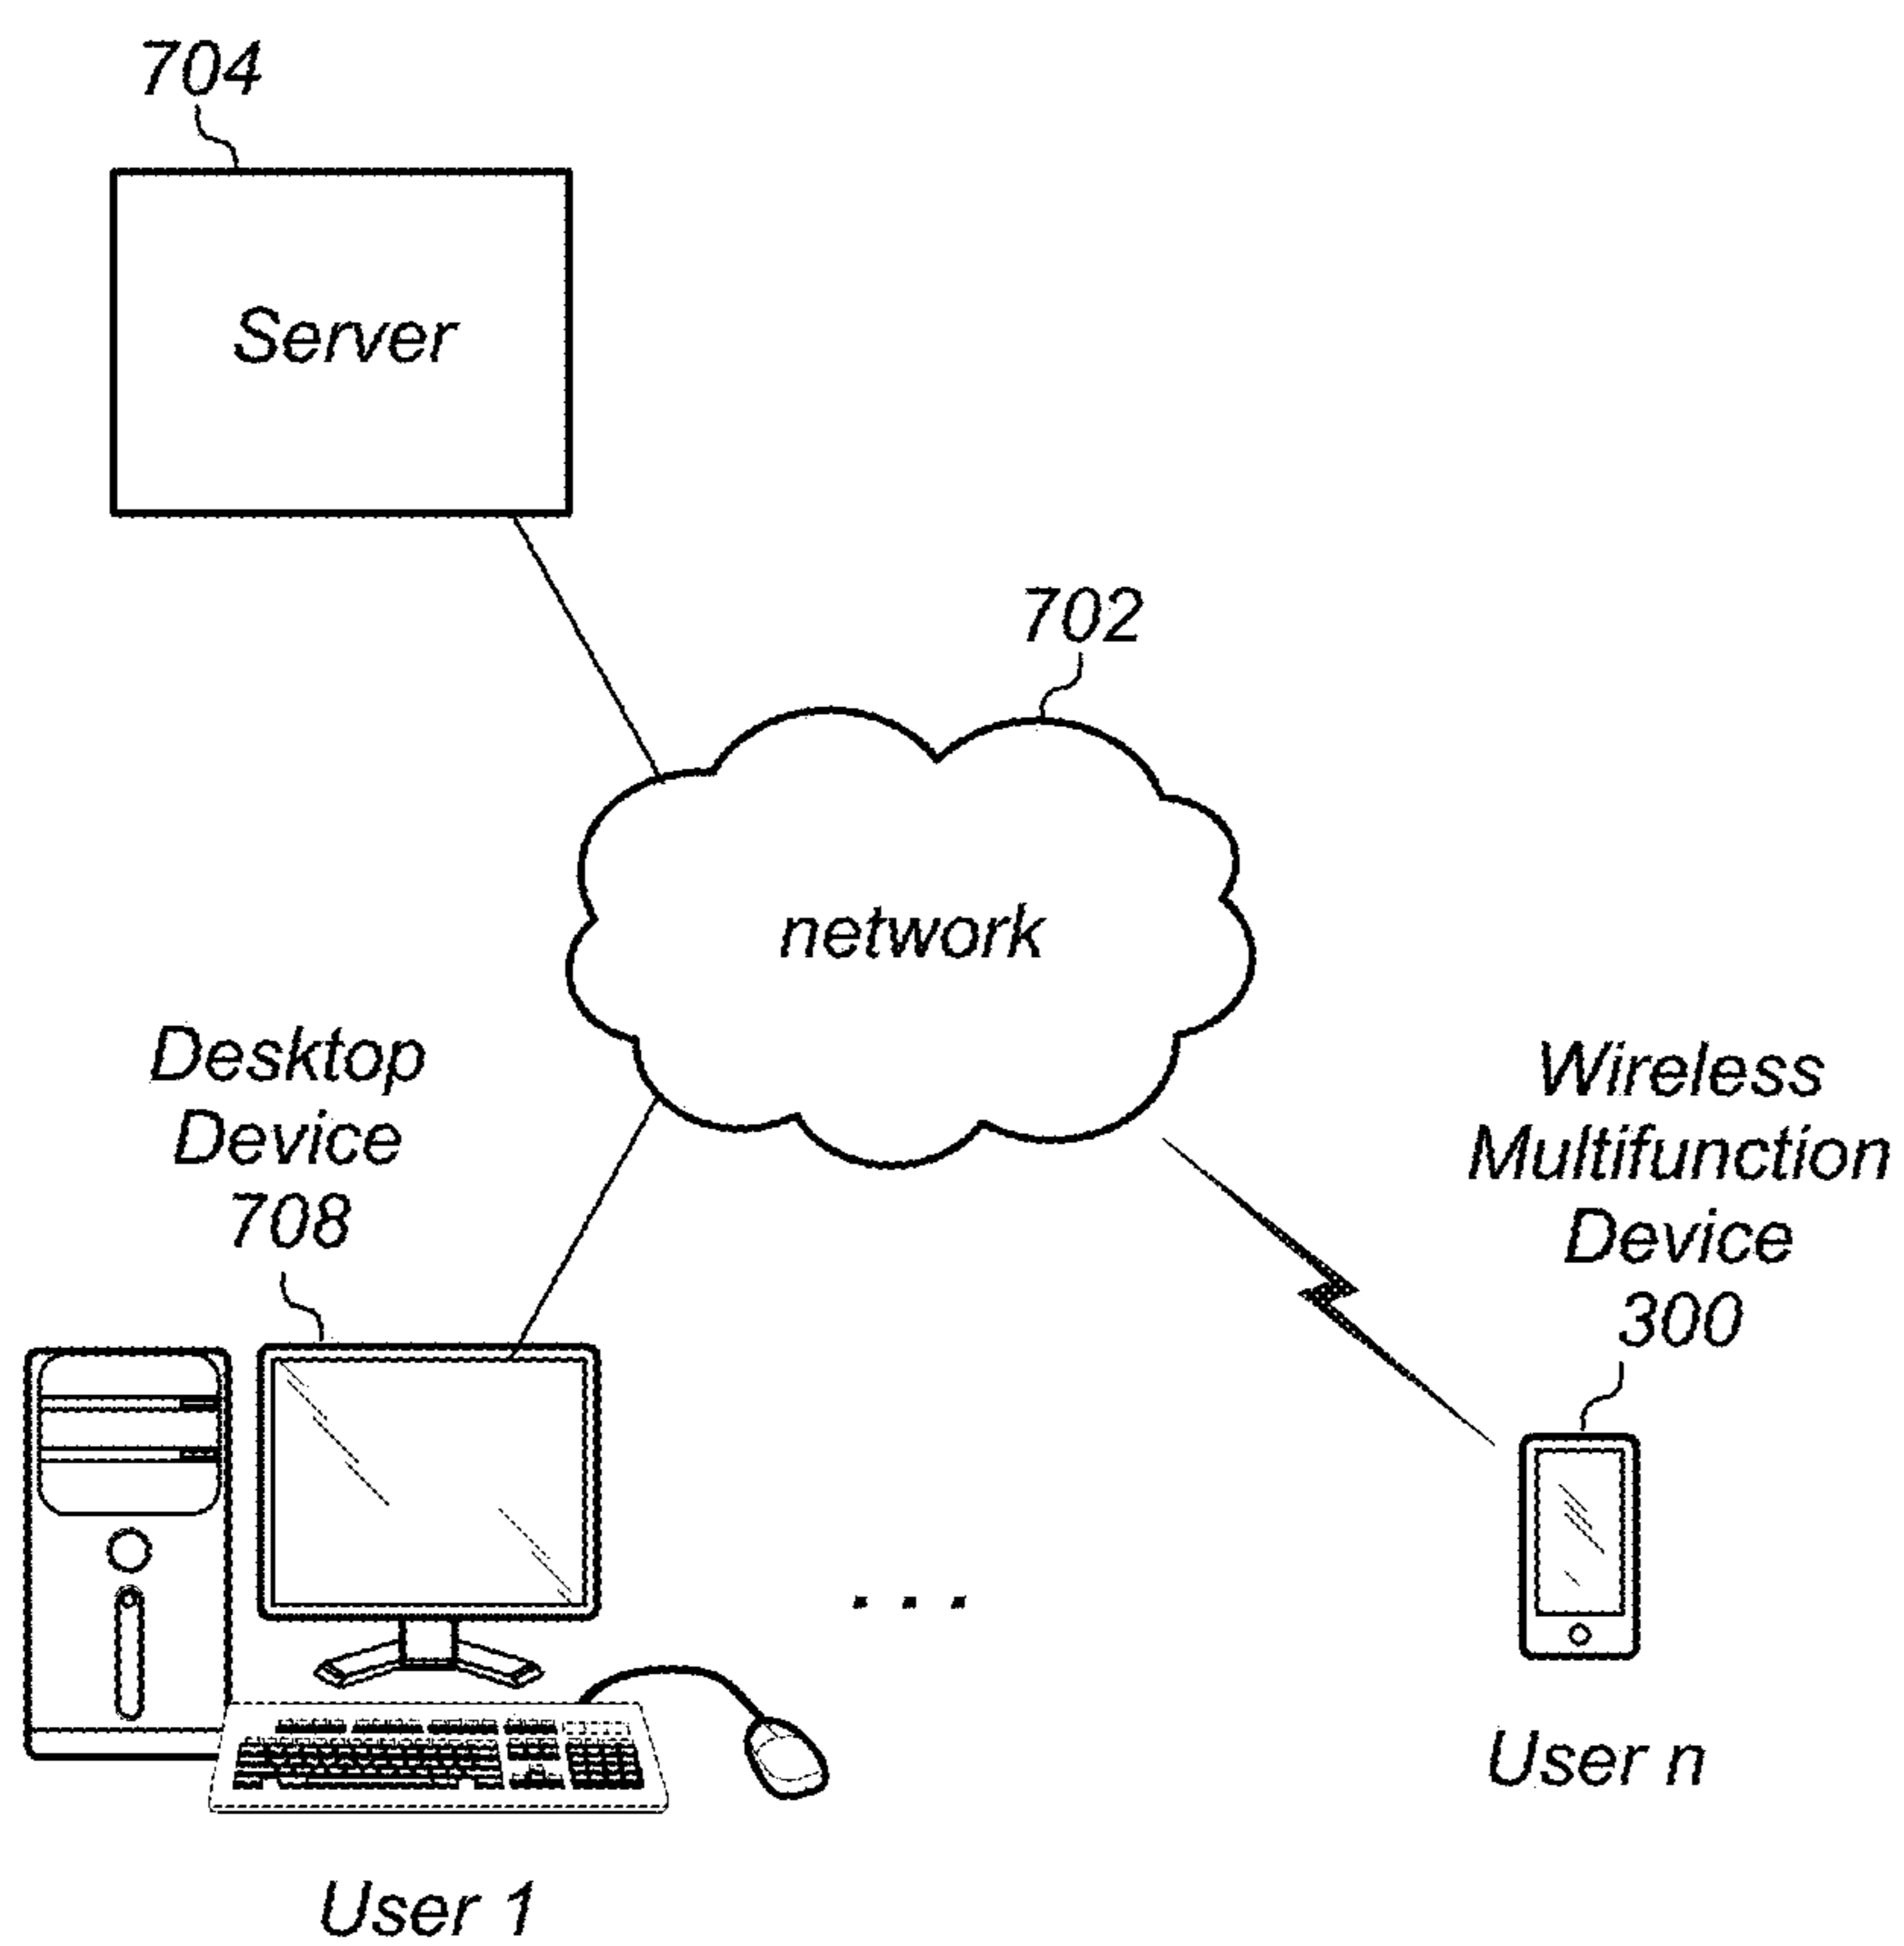 704
Server
702
network
Desktop
Device
708
Wireless
Multifunction
Device
300
. . .
User n
User 1